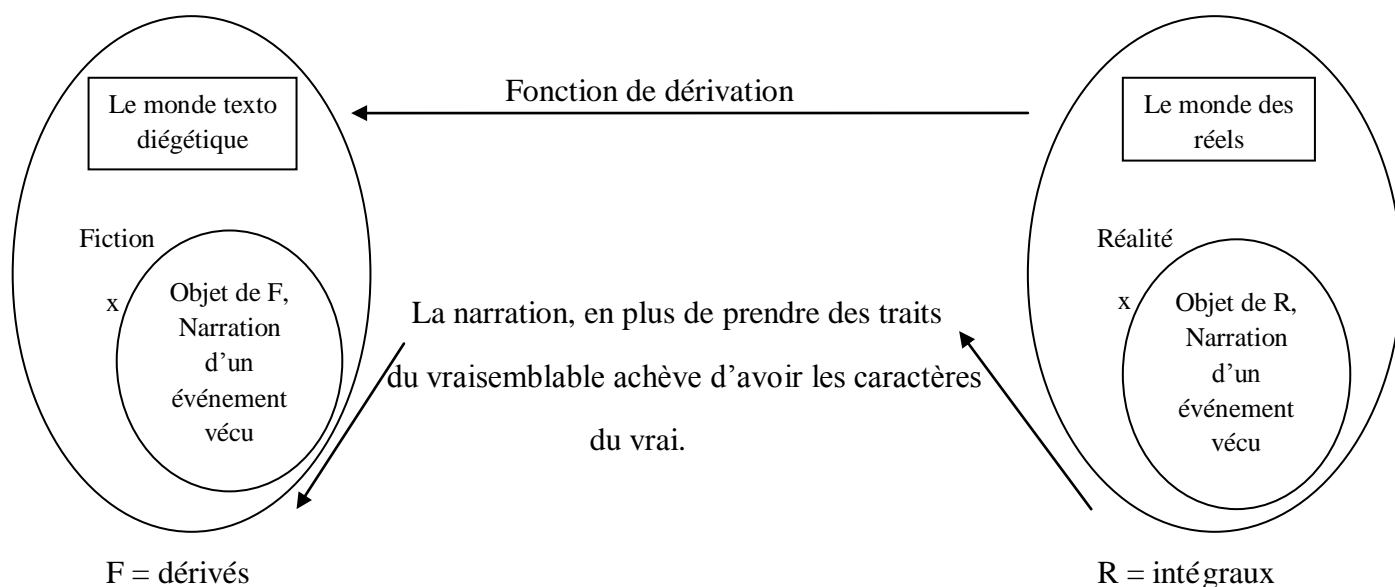 Le monde texto
diégétique
Fonction de dérivation
Le monde des
réels
Fiction
x
Objet de F,
Narration
d’un
événement
vécu
La narration, en plus de prendre des traits
du vraisemblable achève d’avoir les caractères
du vrai.
Réalité
x
Objet de R,
Narration
d’un
événement
vécu
F = dérivés
R = intégraux